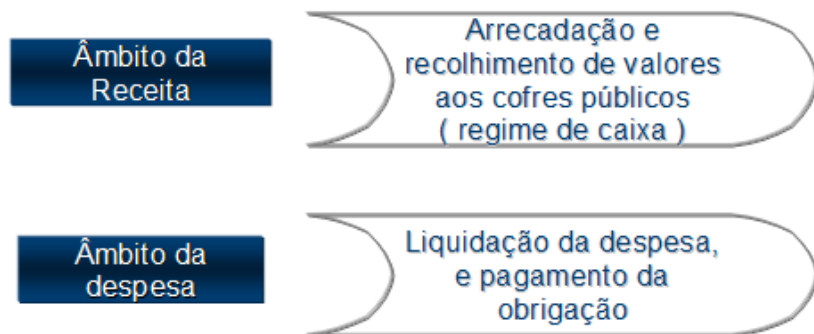 Âmbito da
Receita
Arrecadação e
recolhimento de valores
aos cofres públicos
( regime de caixa )
Âmbito da
despesa
Liquidação da despesa,
e pagamento da
obrigação